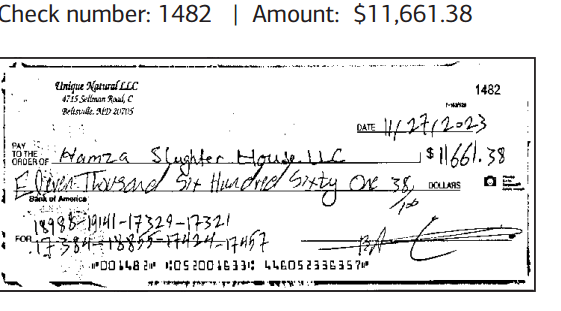 Check number: 1482 | Amount: $11,661.38
Unique Natural LLC
4715 Sellman Road, C
Beltsville, MD 20705
1482
DATE 11/27/2023
PAY TO THE ORDER OF Hamza Slughter House LLC $11661.38
Eleven Thousand Six Hundred Sixty One 38/100 DOLLARS
Bank of America
18988-19141-17329-17321
FOR 17384-18855-17424-17457
⑈001482⑈ ⑆052001633⑆ 446052336357⑈